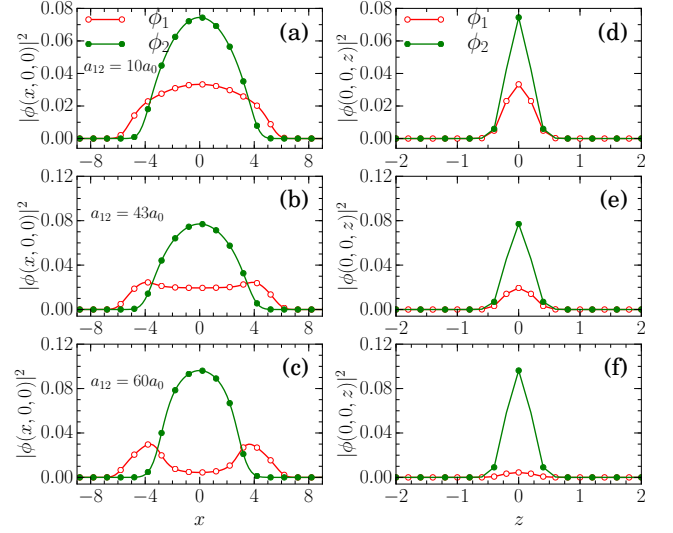 |ϕ(x, 0, 0)|²
0.08
0.06
0.04
0.02
0.00
−8 −4 0 4 8
ϕ₁
ϕ₂
(a)
a₁₂ = 10a₀
|ϕ(0, 0, z)|²
0.08
0.06
0.04
0.02
0.00
−2 −1 0 1 2
ϕ₁
ϕ₂
(d)
|ϕ(x, 0, 0)|²
0.12
0.08
0.04
0.00
−8 −4 0 4 8
(b)
a₁₂ = 43a₀
|ϕ(0, 0, z)|²
0.12
0.08
0.04
0.00
−2 −1 0 1 2
(e)
|ϕ(x, 0, 0)|²
0.12
0.08
0.04
0.00
−8 −4 0 4 8
x
(c)
a₁₂ = 60a₀
|ϕ(0, 0, z)|²
0.12
0.08
0.04
0.00
−2 −1 0 1 2
z
(f)